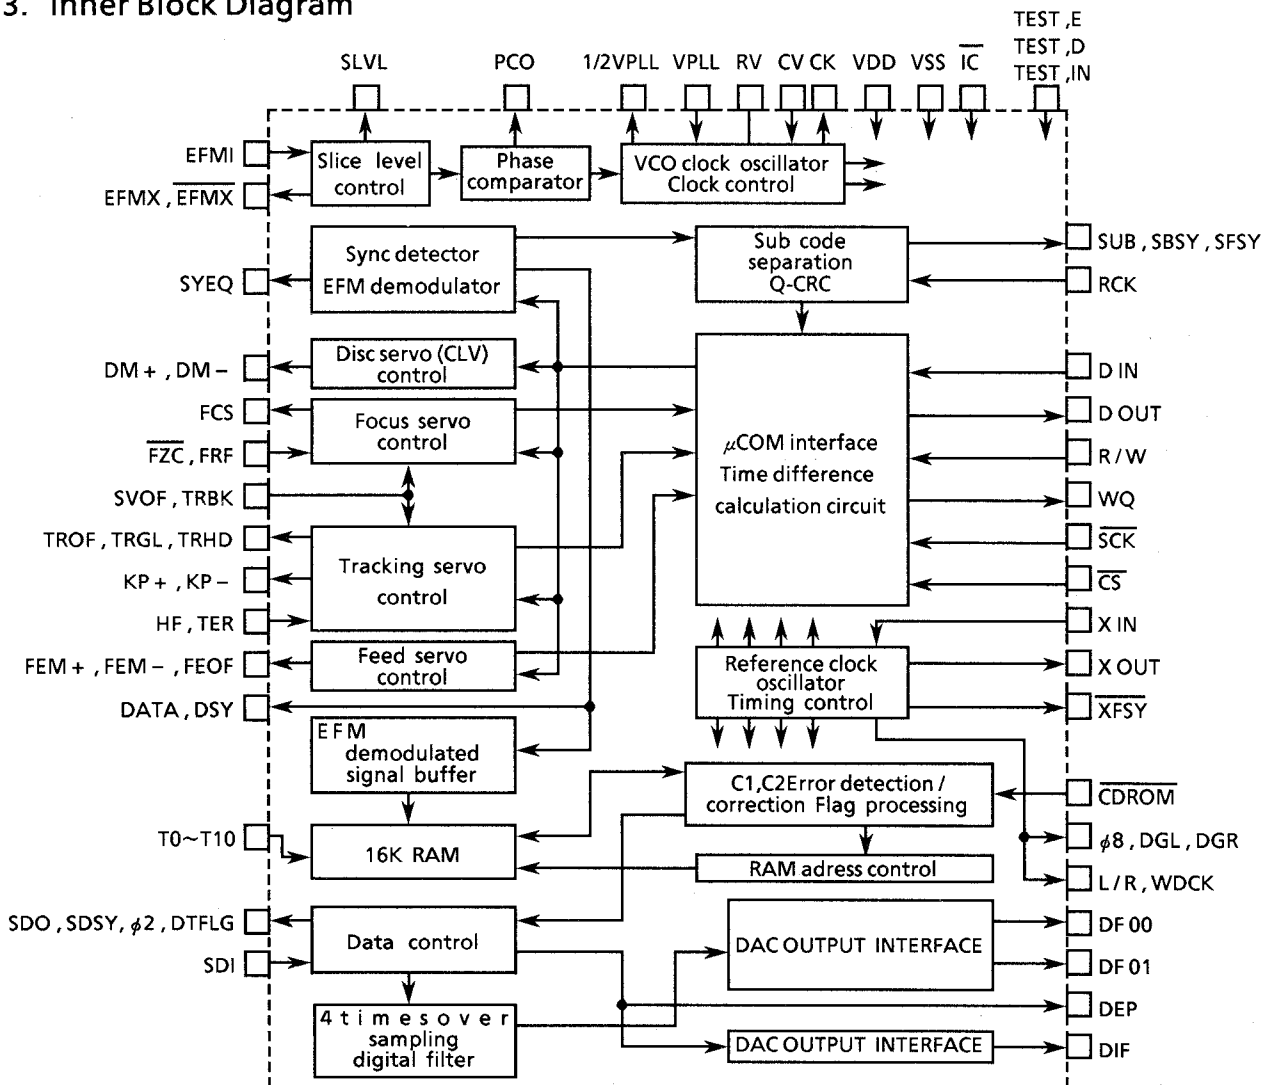 3. Inner Block Diagram
TEST , E
TEST , D
TEST , IN
SLVL PCO 1/2VPLL VPLL RV CV CK VDD VSS I̅C̅
EFMI
EFMX , E̅F̅M̅X̅
Slice level
control
Phase
comparator
VCO clock oscillator
Clock control
SYEQ
Sync detector
EFM demodulator
Sub code
separation
Q-CRC
SUB , SBSY , SFSY
RCK
DM + , DM −
Disc servo (CLV)
control
FCS
F̅Z̅C̅ , FRF
Focus servo
control
SVOF , TRBK
TROF , TRGL , TRHD
KP + , KP −
HF , TER
Tracking servo
control
FEM + , FEM − , FEOF
Feed servo
control
μCOM interface
Time difference
calculation circuit
D IN
D OUT
R / W
WQ
S̅C̅K̅
C̅S̅
X IN
X OUT
X̅F̅S̅Y̅
Reference clock
oscillator
Timing control
DATA , DSY
EFM
demodulated
signal buffer
C1,C2Error detection /
correction Flag processing
C̅D̅R̅O̅M̅
T0~T10
16K RAM
RAM adress control
ϕ8 , DGL , DGR
L / R , WDCK
SDO , SDSY , ϕ2 , DTFLG
SDI
Data control
DAC OUTPUT INTERFACE
DF 00
DF 01
DEP
4 times over
sampling
digital filter
DAC OUTPUT INTERFACE
DIF